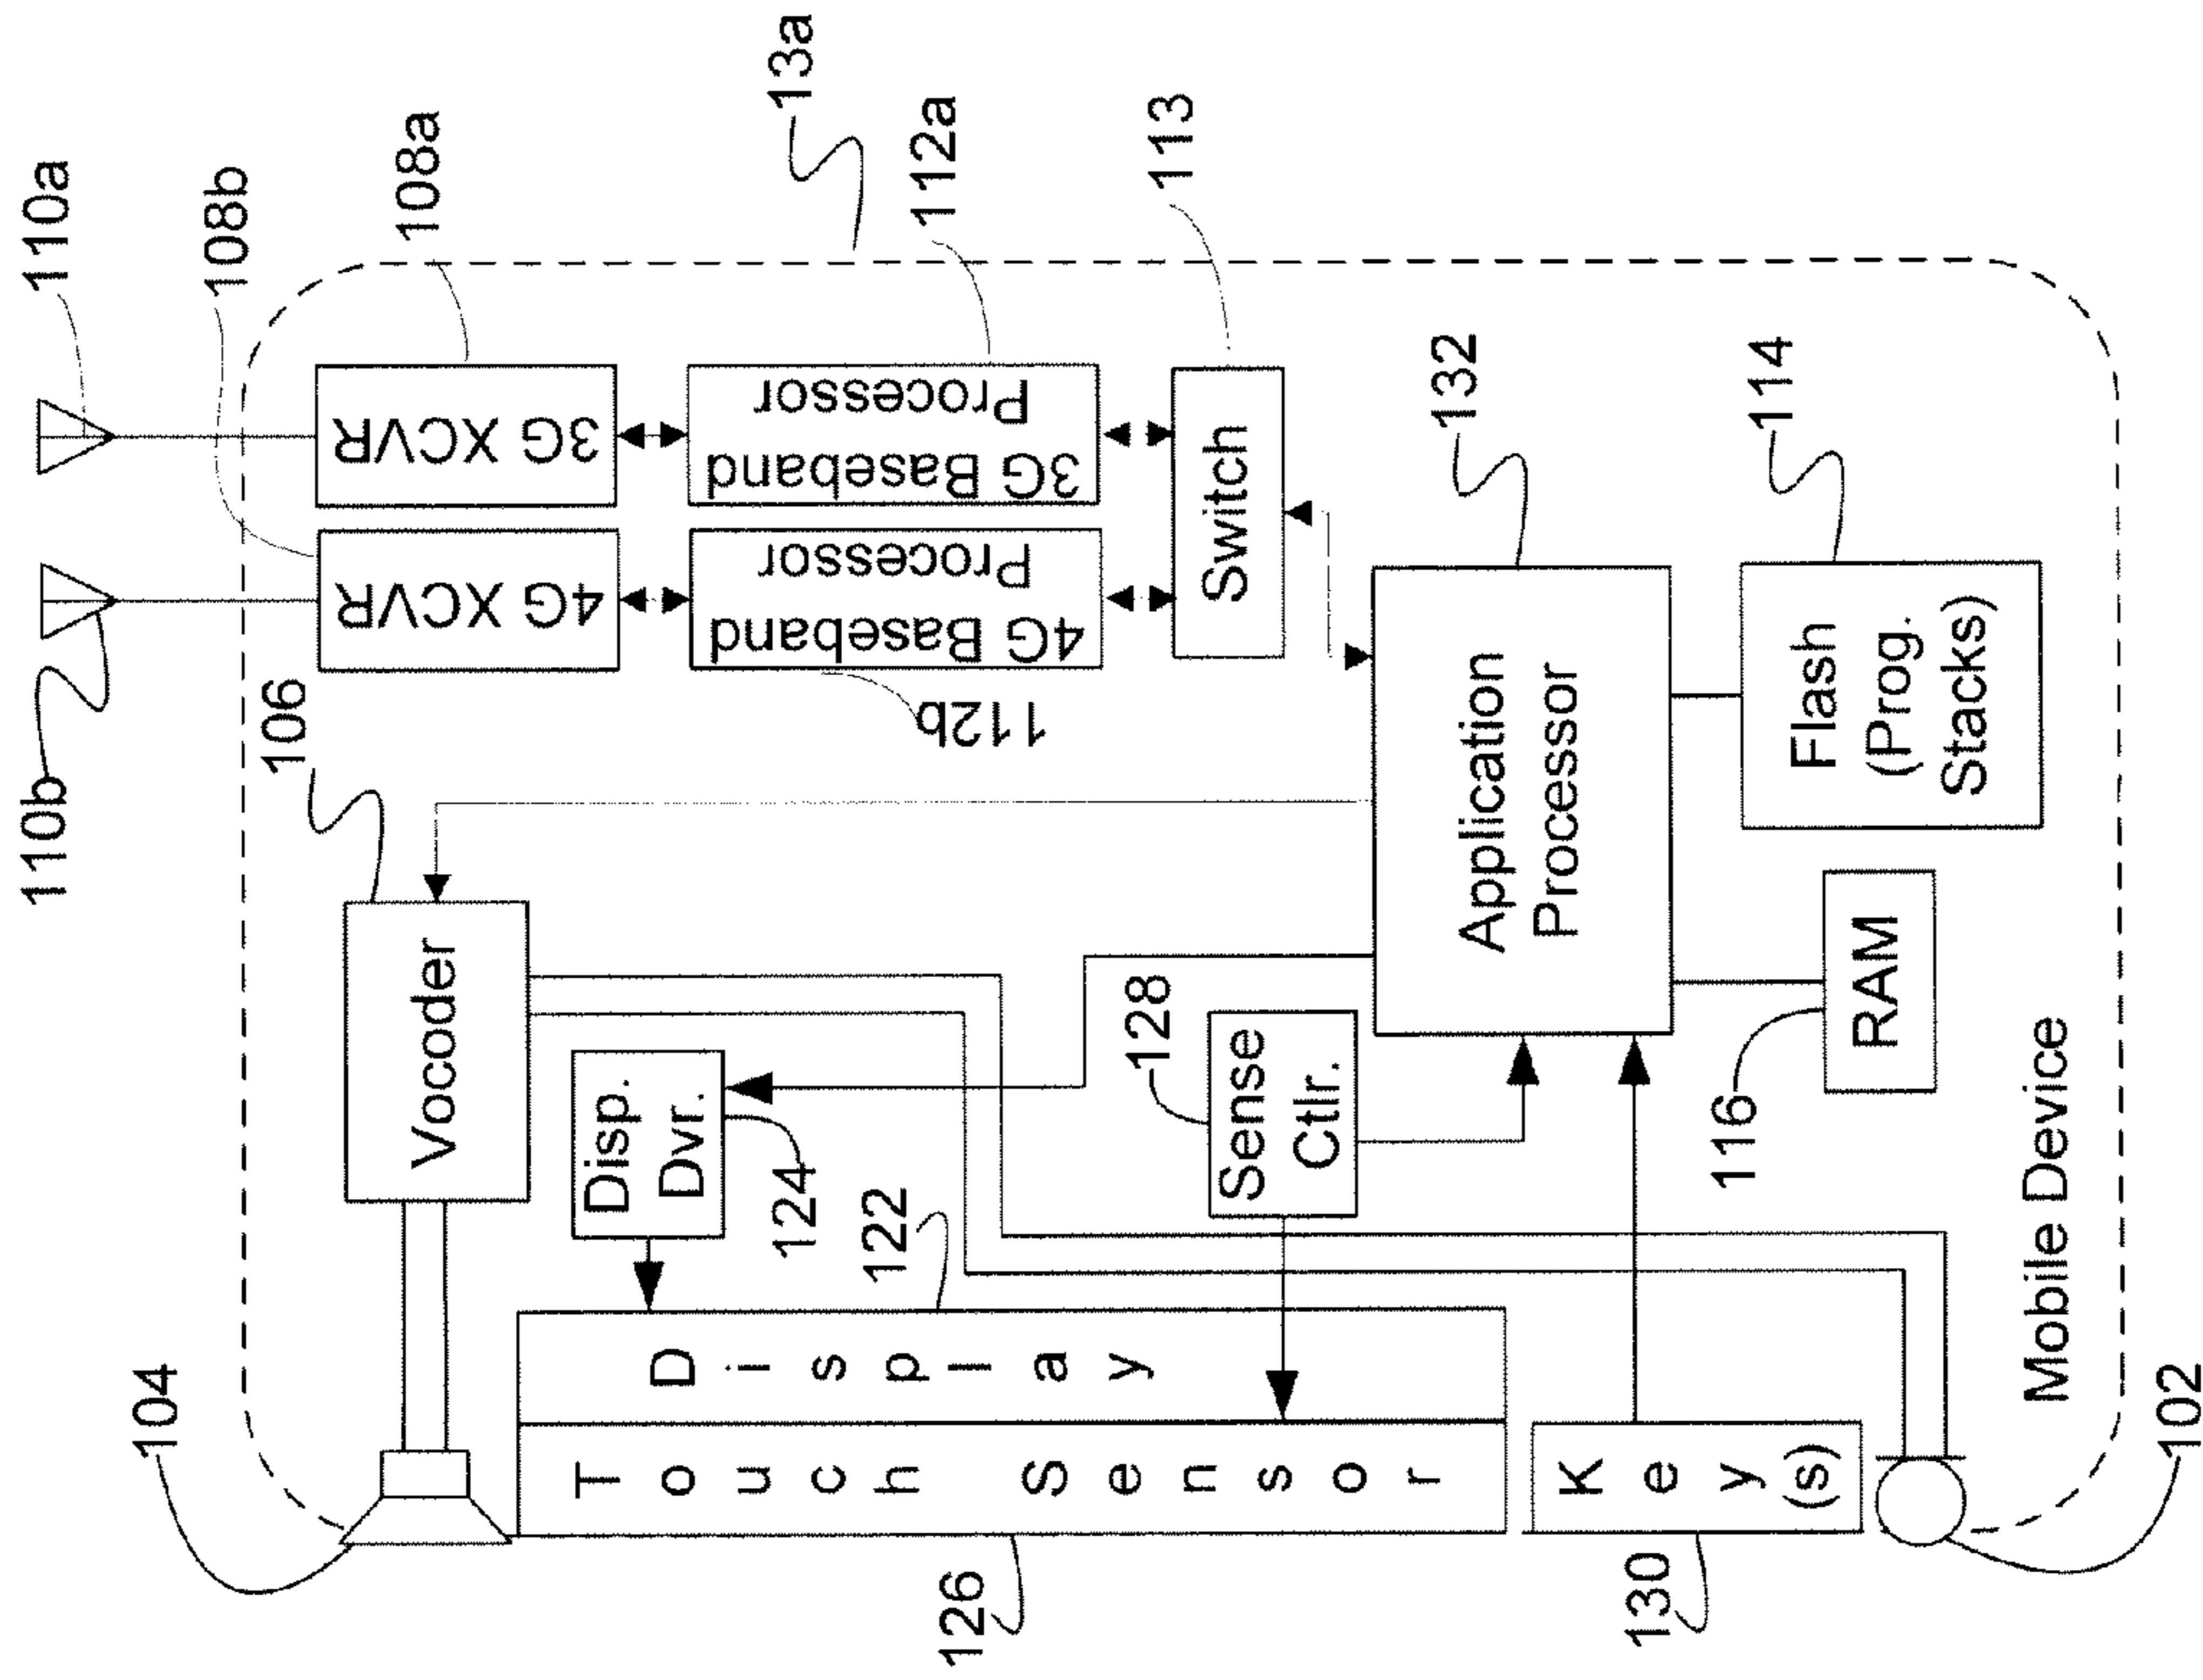 110a
108b
108a
13a
112a
113
110b
106
3G XCVR
4G XCVR
3G Baseband
Processor
4G Baseband
Processor
112b
Switch
132
114
Vocoder
Disp.
Dvr.
124
122
128
Sense
Ctlr.
Application
Processor
Flash
(Prog.
Stacks)
116
RAM
104
Display
Touch Sensor
126
Key(s)
130
102
Mobile Device